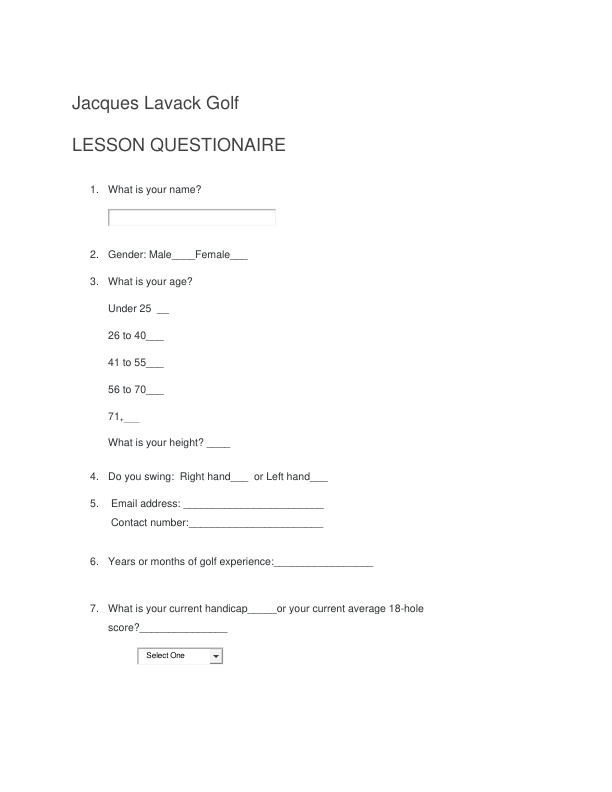 Jacques Lavack Golf
LESSON QUESTIONAIRE
1. What is your name?
2. Gender: Male____Female___
3. What is your age?
Under 25 __
26 to 40___
41 to 55___
56 to 70___
71+___
What is your height? ____
4. Do you swing: Right hand___ or Left hand___
5. Email address: ________________________
Contact number:_______________________
6. Years or months of golf experience:_________________
7. What is your current handicap_____or your current average 18-hole
score?_______________
Select One